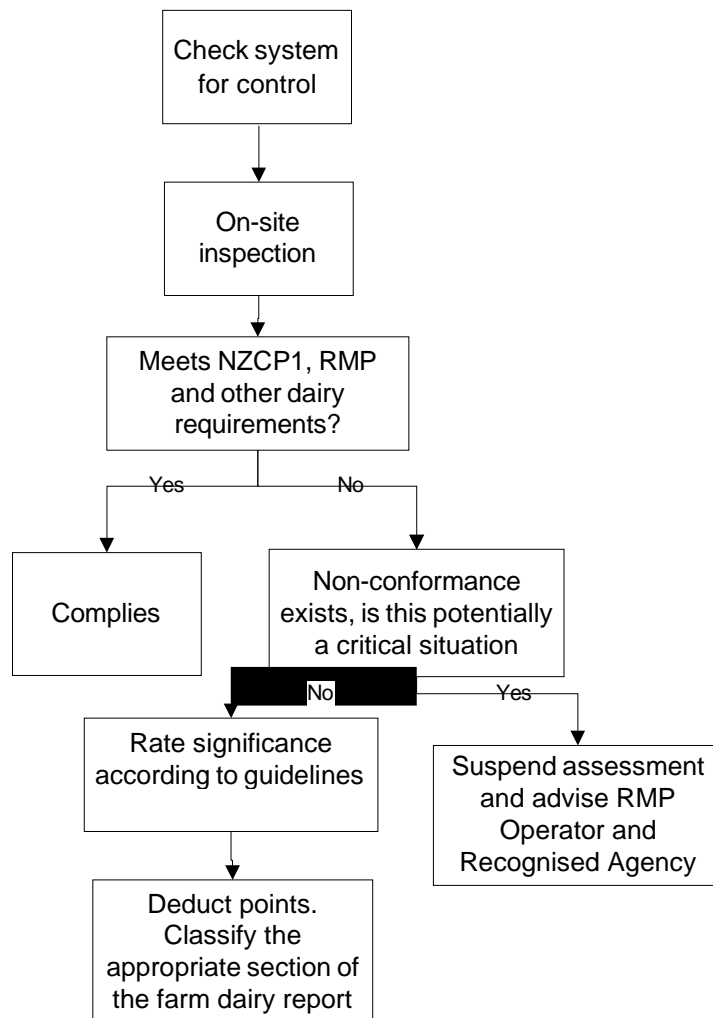 Check system
for control
On-site
inspection
Meets NZCP1, RMP
and other dairy
requirements?
Yes
No
Complies
Non-conformance
exists, is this potentially
a critical situation
No
Yes
Rate significance
according to guidelines
Suspend assessment
and advise RMP
Operator and
Recognised Agency
Deduct points.
Classify the
appropriate section of
the farm dairy report